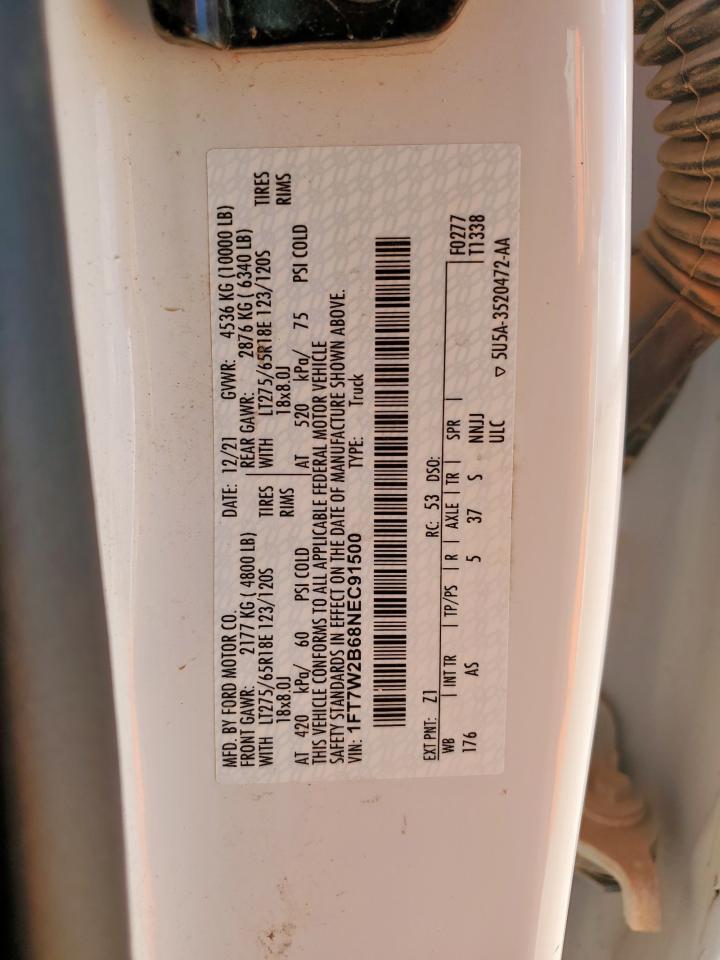 MFD. BY FORD MOTOR CO.
DATE: 12/21 GVWR: 4536 KG (10000 LB)
FRONT GAWR: 2177 KG ( 4800 LB) REAR GAWR: 2876 KG ( 6340 LB)
WITH LT275/65R18E 123/120S TIRES WITH LT275/65R18E 123/120S TIRES
18x8.0J RIMS 18x8.0J RIMS
AT 420 kPa/ 60 PSI COLD AT 520 kPa/ 75 PSI COLD
THIS VEHICLE CONFORMS TO ALL APPLICABLE FEDERAL MOTOR VEHICLE
SAFETY STANDARDS IN EFFECT ON THE DATE OF MANUFACTURE SHOWN ABOVE.
VIN: 1FT7W2B68NEC91500 TYPE: Truck
F0277
T1338
EXT PNT: Z1 RC: 53 DSO:
WB INT TR TP/PS R AXLE TR SPR
176 AS 5 37 S NNJJ
ULC ▽ 5U5A-3520472-AA